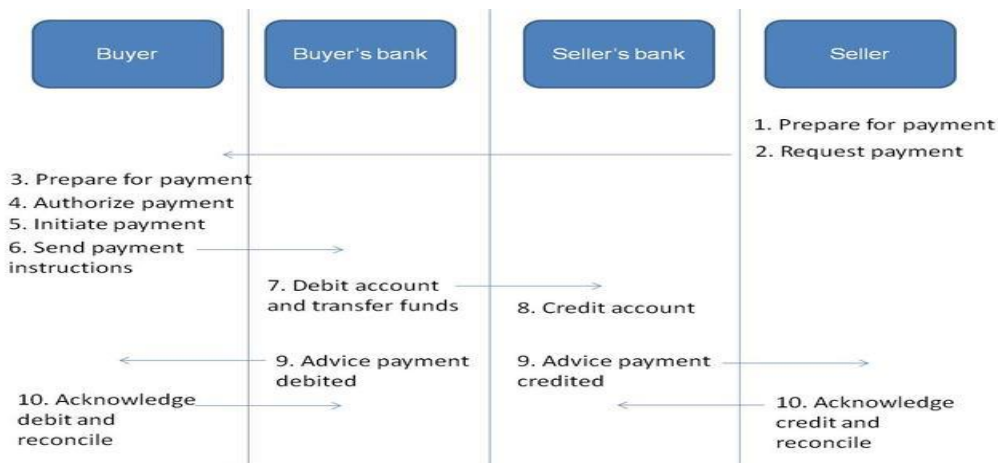 Buyer
Buyer's bank
Seller's bank
Seller
1. Prepare for payment
2. Request payment
3. Prepare for payment
4. Authorize payment
5. Initiate payment
6. Send payment
instructions
7. Debit account
and transfer funds
8. Credit account
9. Advice payment
debited
9. Advice payment
credited
10. Acknowledge
debit and
reconcile
10. Acknowledge
credit and
reconcile